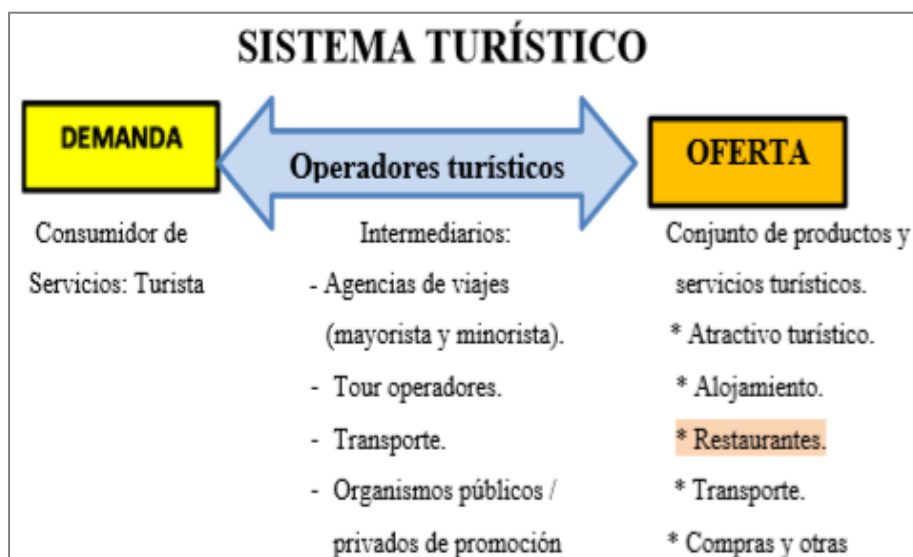 SISTEMA TURÍSTICO
DEMANDA
Operadores turísticos
OFERTA
Consumidor de
Servicios: Turista
Intermediarios:
- Agencias de viajes
(mayorista y minorista).
- Tour operadores.
- Transporte.
- Organismos públicos /
privados de promoción
Conjunto de productos y
servicios turísticos.
* Atractivo turístico.
* Alojamiento.
* Restaurantes.
* Transporte.
* Compras y otras